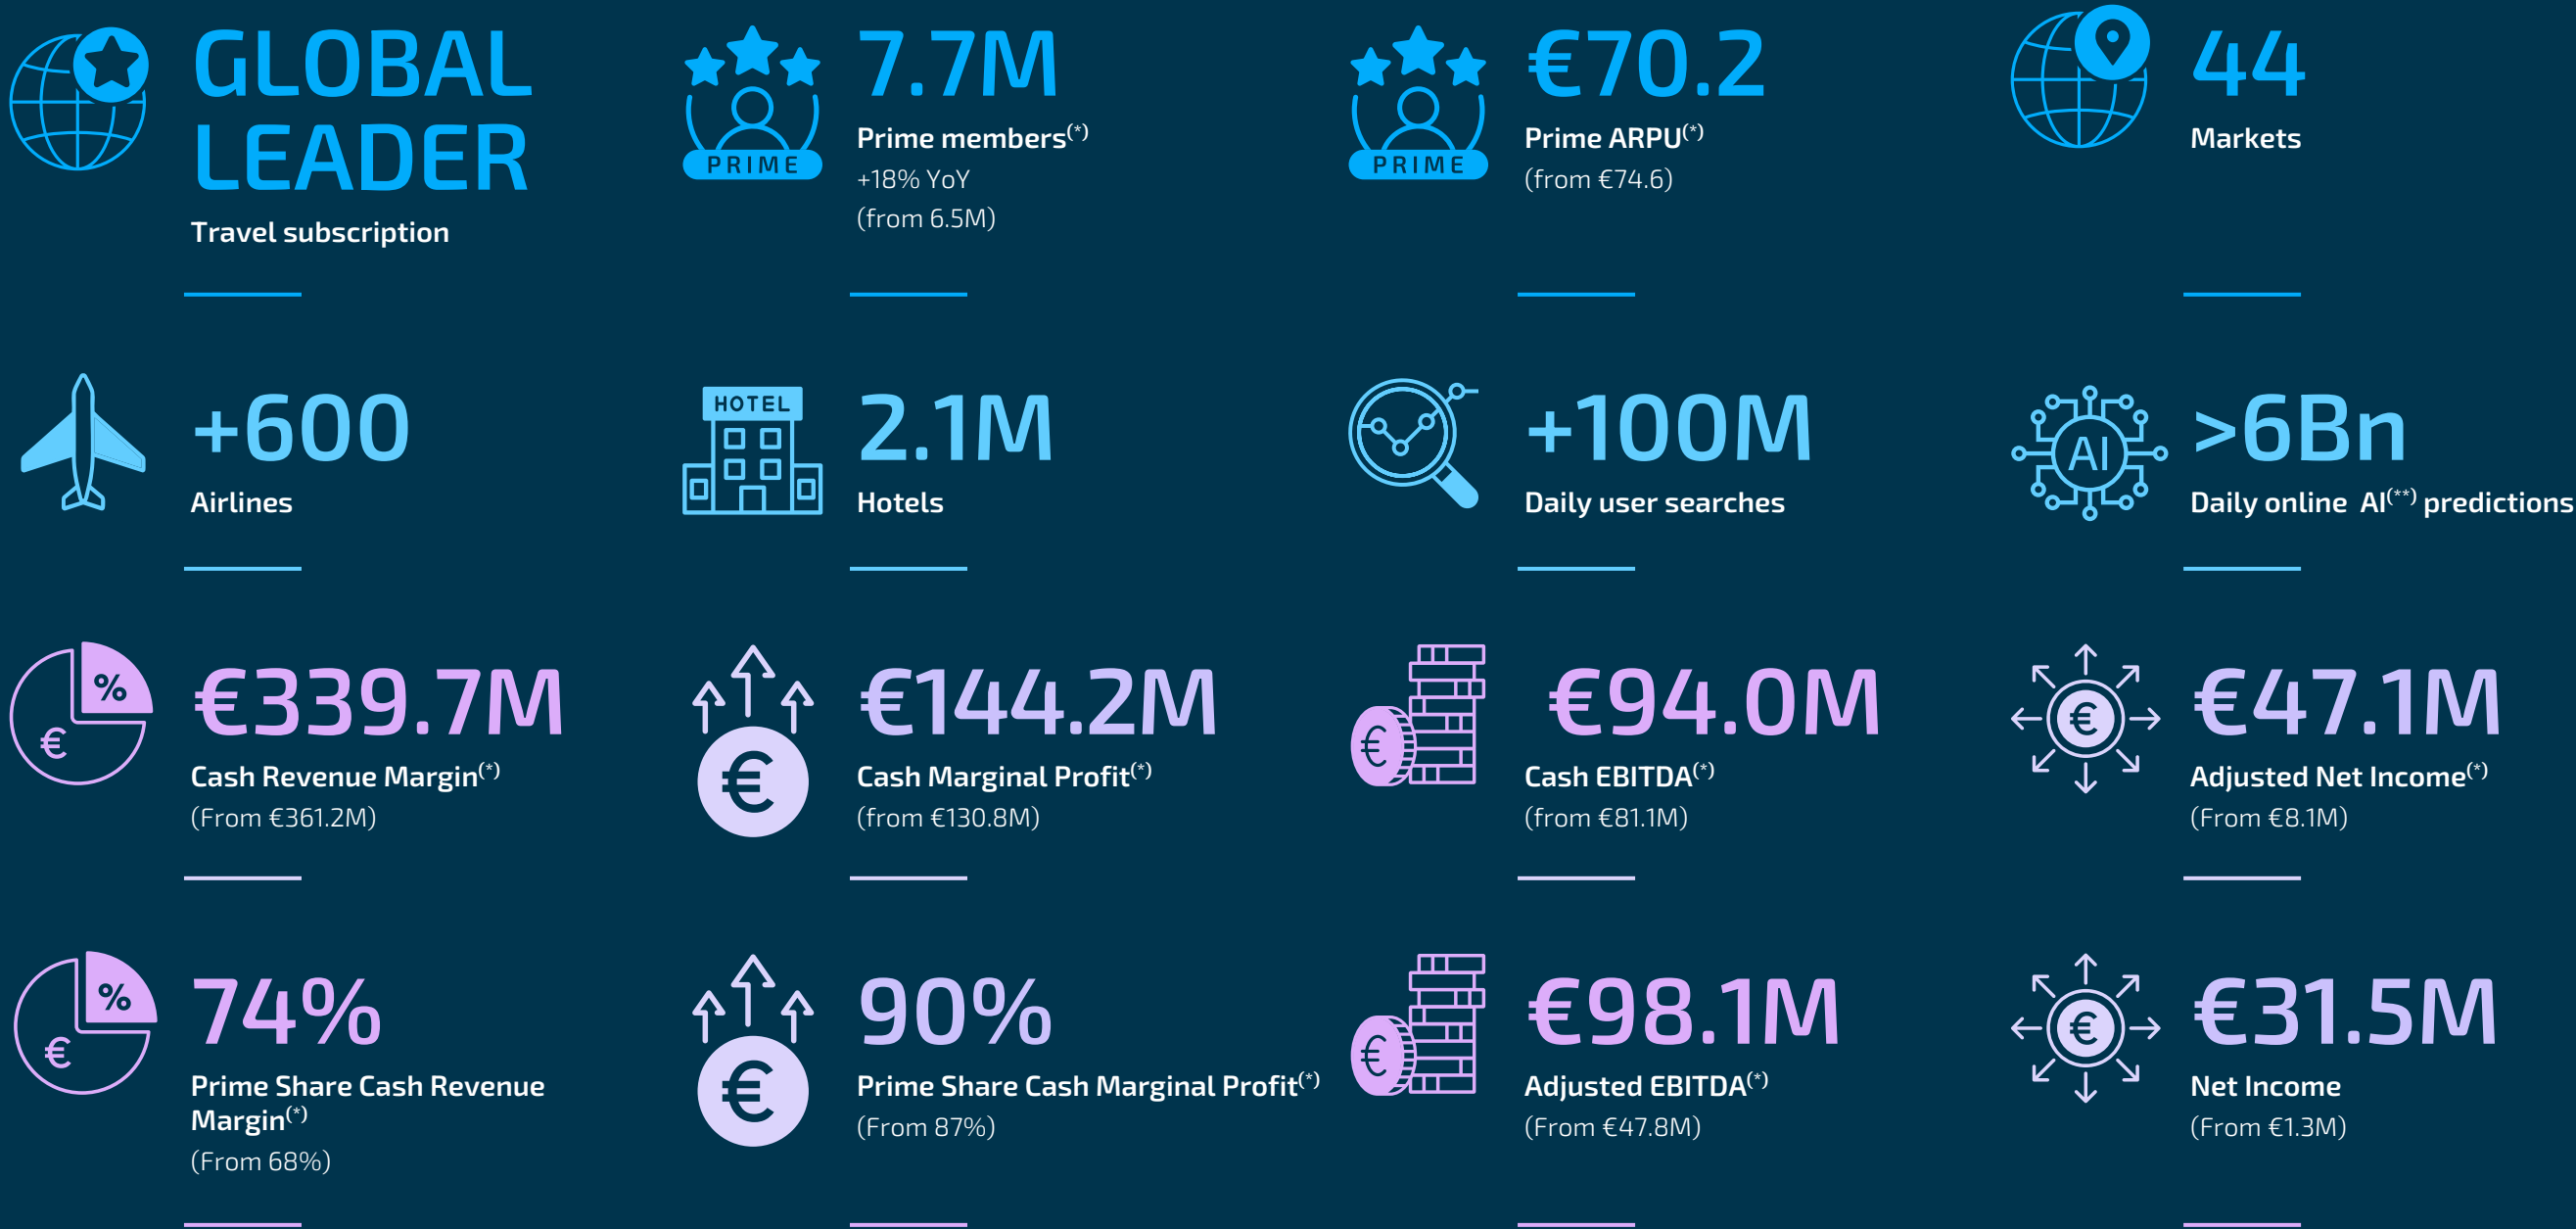 GLOBAL
LEADER
Travel subscription
PRIME
7.7M
Prime members(*)
+18% YoY
(from 6.5M)
PRIME
€70.2
Prime ARPU(*)
(from €74.6)
44
Markets
+600
Airlines
HOTEL
2.1M
Hotels
+100M
Daily user searches
AI
>6Bn
Daily online AI(**) predictions
%
€
€339.7M
Cash Revenue Margin(*)
(From €361.2M)
€
€144.2M
Cash Marginal Profit(*)
(from €130.8M)
€
€94.0M
Cash EBITDA(*)
(from €81.1M)
€
€47.1M
Adjusted Net Income(*)
(From €8.1M)
%
€
74%
Prime Share Cash Revenue
Margin(*)
(From 68%)
€
90%
Prime Share Cash Marginal Profit(*)
(From 87%)
€
€98.1M
Adjusted EBITDA(*)
(From €47.8M)
€
€31.5M
Net Income
(From €1.3M)